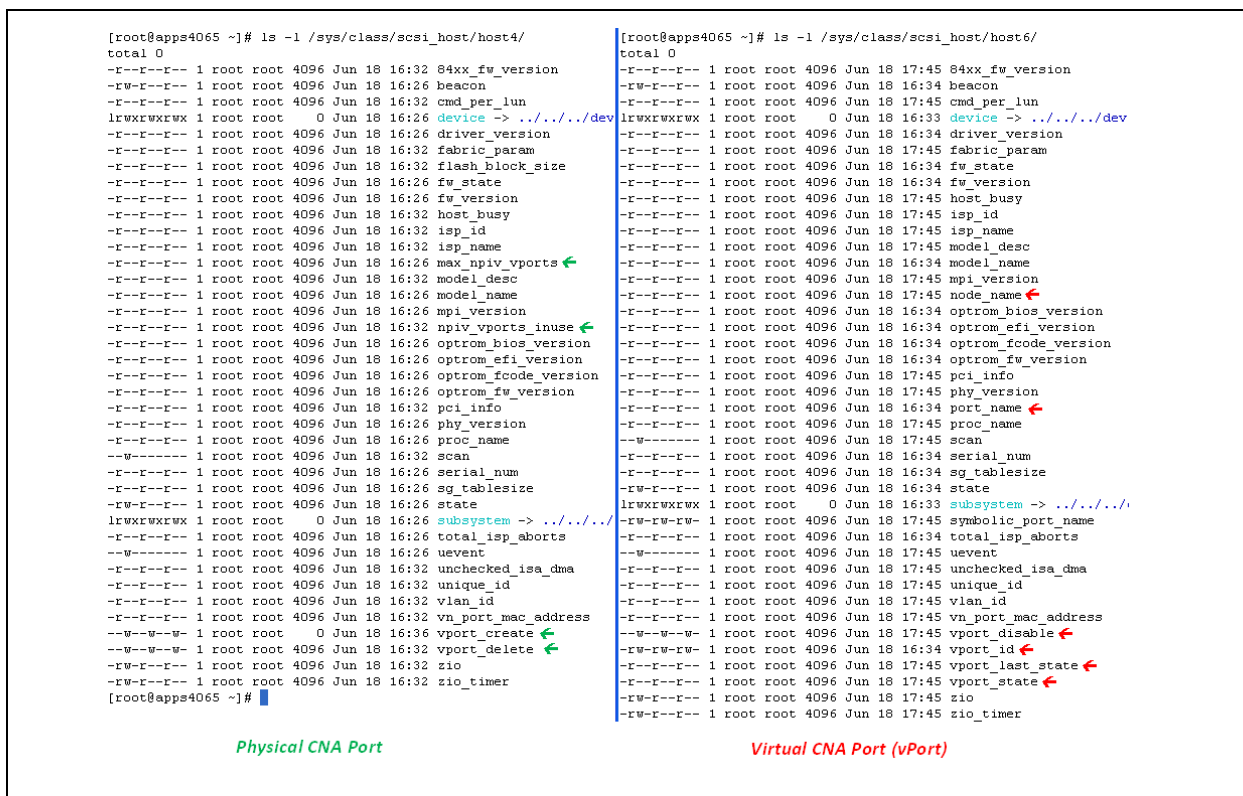 [root@apps4065 ~]# ls -l /sys/class/scsi_host/host4/
total 0
-r--r--r-- 1 root root 4096 Jun 18 16:32 84xx_fw_version
-rw-r--r-- 1 root root 4096 Jun 18 16:26 beacon
-r--r--r-- 1 root root 4096 Jun 18 16:32 cmd_per_lun
lrwxrwxrwx 1 root root 0 Jun 18 16:26 device -> ../../../dev
-r--r--r-- 1 root root 4096 Jun 18 16:26 driver_version
-r--r--r-- 1 root root 4096 Jun 18 16:32 fabric_param
-r--r--r-- 1 root root 4096 Jun 18 16:32 flash_block_size
-r--r--r-- 1 root root 4096 Jun 18 16:26 fw_state
-r--r--r-- 1 root root 4096 Jun 18 16:26 fw_version
-r--r--r-- 1 root root 4096 Jun 18 16:32 host_busy
-r--r--r-- 1 root root 4096 Jun 18 16:32 isp_id
-r--r--r-- 1 root root 4096 Jun 18 16:32 isp_name
-r--r--r-- 1 root root 4096 Jun 18 16:26 max_npiv_vports ←
-r--r--r-- 1 root root 4096 Jun 18 16:32 model_desc
-r--r--r-- 1 root root 4096 Jun 18 16:26 model_name
-r--r--r-- 1 root root 4096 Jun 18 16:26 mpi_version
-r--r--r-- 1 root root 4096 Jun 18 16:32 npiv_vports_inuse ←
-r--r--r-- 1 root root 4096 Jun 18 16:26 optrom_bios_version
-r--r--r-- 1 root root 4096 Jun 18 16:26 optrom_efi_version
-r--r--r-- 1 root root 4096 Jun 18 16:26 optrom_fcode_version
-r--r--r-- 1 root root 4096 Jun 18 16:26 optrom_fw_version
-r--r--r-- 1 root root 4096 Jun 18 16:32 pci_info
-r--r--r-- 1 root root 4096 Jun 18 16:26 phy_version
-r--r--r-- 1 root root 4096 Jun 18 16:26 proc_name
--w------- 1 root root 4096 Jun 18 16:32 scan
-r--r--r-- 1 root root 4096 Jun 18 16:26 serial_num
-r--r--r-- 1 root root 4096 Jun 18 16:26 sg_tablesize
-rw-r--r-- 1 root root 4096 Jun 18 16:26 state
lrwxrwxrwx 1 root root 0 Jun 18 16:26 subsystem -> ../../../
-r--r--r-- 1 root root 4096 Jun 18 16:26 total_isp_aborts
--w------- 1 root root 4096 Jun 18 16:26 uevent
-r--r--r-- 1 root root 4096 Jun 18 16:32 unchecked_isa_dma
-r--r--r-- 1 root root 4096 Jun 18 16:32 unique_id
-r--r--r-- 1 root root 4096 Jun 18 16:32 vlan_id
-r--r--r-- 1 root root 4096 Jun 18 16:32 vn_port_mac_address
--w--w--w- 1 root root 0 Jun 18 16:36 vport_create ←
--w--w--w- 1 root root 4096 Jun 18 16:32 vport_delete ←
-rw-r--r-- 1 root root 4096 Jun 18 16:32 zio
-rw-r--r-- 1 root root 4096 Jun 18 16:32 zio_timer
[root@apps4065 ~]#
Physical CNA Port
[root@apps4065 ~]# ls -l /sys/class/scsi_host/host6/
total 0
-r--r--r-- 1 root root 4096 Jun 18 17:45 84xx_fw_version
-rw-r--r-- 1 root root 4096 Jun 18 16:34 beacon
-r--r--r-- 1 root root 4096 Jun 18 17:45 cmd_per_lun
lrwxrwxrwx 1 root root 0 Jun 18 16:33 device -> ../../../dev
-r--r--r-- 1 root root 4096 Jun 18 16:34 driver_version
-r--r--r-- 1 root root 4096 Jun 18 17:45 fabric_param
-r--r--r-- 1 root root 4096 Jun 18 16:34 fw_state
-r--r--r-- 1 root root 4096 Jun 18 16:34 fw_version
-r--r--r-- 1 root root 4096 Jun 18 17:45 host_busy
-r--r--r-- 1 root root 4096 Jun 18 17:45 isp_id
-r--r--r-- 1 root root 4096 Jun 18 17:45 isp_name
-r--r--r-- 1 root root 4096 Jun 18 17:45 model_desc
-r--r--r-- 1 root root 4096 Jun 18 16:34 model_name
-r--r--r-- 1 root root 4096 Jun 18 17:45 mpi_version
-r--r--r-- 1 root root 4096 Jun 18 17:45 node_name ←
-r--r--r-- 1 root root 4096 Jun 18 16:34 optrom_bios_version
-r--r--r-- 1 root root 4096 Jun 18 16:34 optrom_efi_version
-r--r--r-- 1 root root 4096 Jun 18 16:34 optrom_fcode_version
-r--r--r-- 1 root root 4096 Jun 18 16:34 optrom_fw_version
-r--r--r-- 1 root root 4096 Jun 18 17:45 pci_info
-r--r--r-- 1 root root 4096 Jun 18 17:45 phy_version
-r--r--r-- 1 root root 4096 Jun 18 16:34 port_name ←
-r--r--r-- 1 root root 4096 Jun 18 17:45 proc_name
--w------- 1 root root 4096 Jun 18 17:45 scan
-r--r--r-- 1 root root 4096 Jun 18 16:34 serial_num
-r--r--r-- 1 root root 4096 Jun 18 16:34 sg_tablesize
-rw-r--r-- 1 root root 4096 Jun 18 16:34 state
lrwxrwxrwx 1 root root 0 Jun 18 16:33 subsystem -> ../../../
-rw-rw-rw- 1 root root 4096 Jun 18 17:45 symbolic_port_name
-r--r--r-- 1 root root 4096 Jun 18 16:34 total_isp_aborts
--w------- 1 root root 4096 Jun 18 17:45 uevent
-r--r--r-- 1 root root 4096 Jun 18 17:45 unchecked_isa_dma
-r--r--r-- 1 root root 4096 Jun 18 17:45 unique_id
-r--r--r-- 1 root root 4096 Jun 18 17:45 vlan_id
-r--r--r-- 1 root root 4096 Jun 18 17:45 vn_port_mac_address
--w--w--w- 1 root root 4096 Jun 18 17:45 vport_disable ←
-rw-rw-rw- 1 root root 4096 Jun 18 16:34 vport_id ←
-r--r--r-- 1 root root 4096 Jun 18 17:45 vport_last_state ←
-r--r--r-- 1 root root 4096 Jun 18 17:45 vport_state ←
-rw-r--r-- 1 root root 4096 Jun 18 17:45 zio
-rw-r--r-- 1 root root 4096 Jun 18 17:45 zio_timer
Virtual CNA Port (vPort)